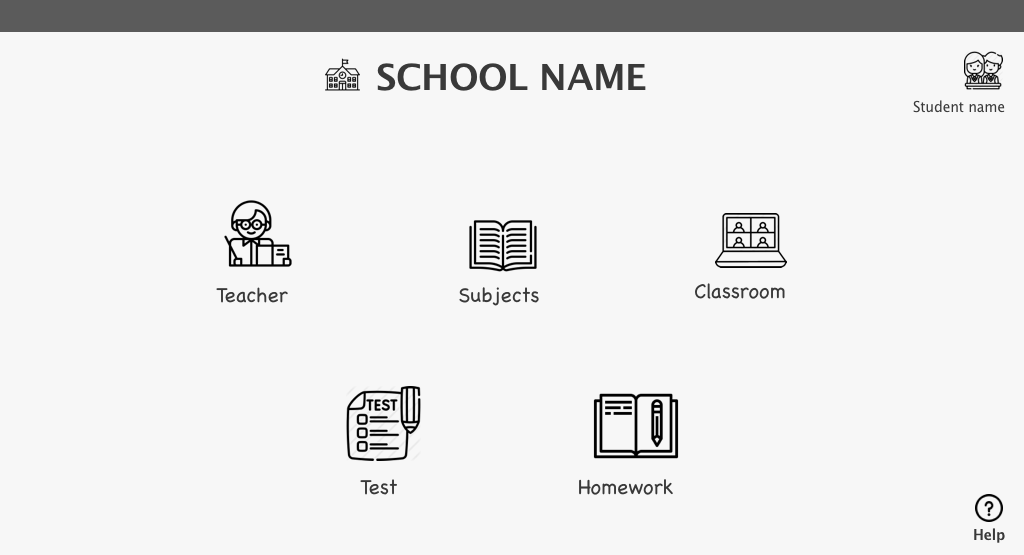 SCHOOL NAME
Student name
Teacher
Subjects
Classroom
TEST
Test
Homework
?
Help